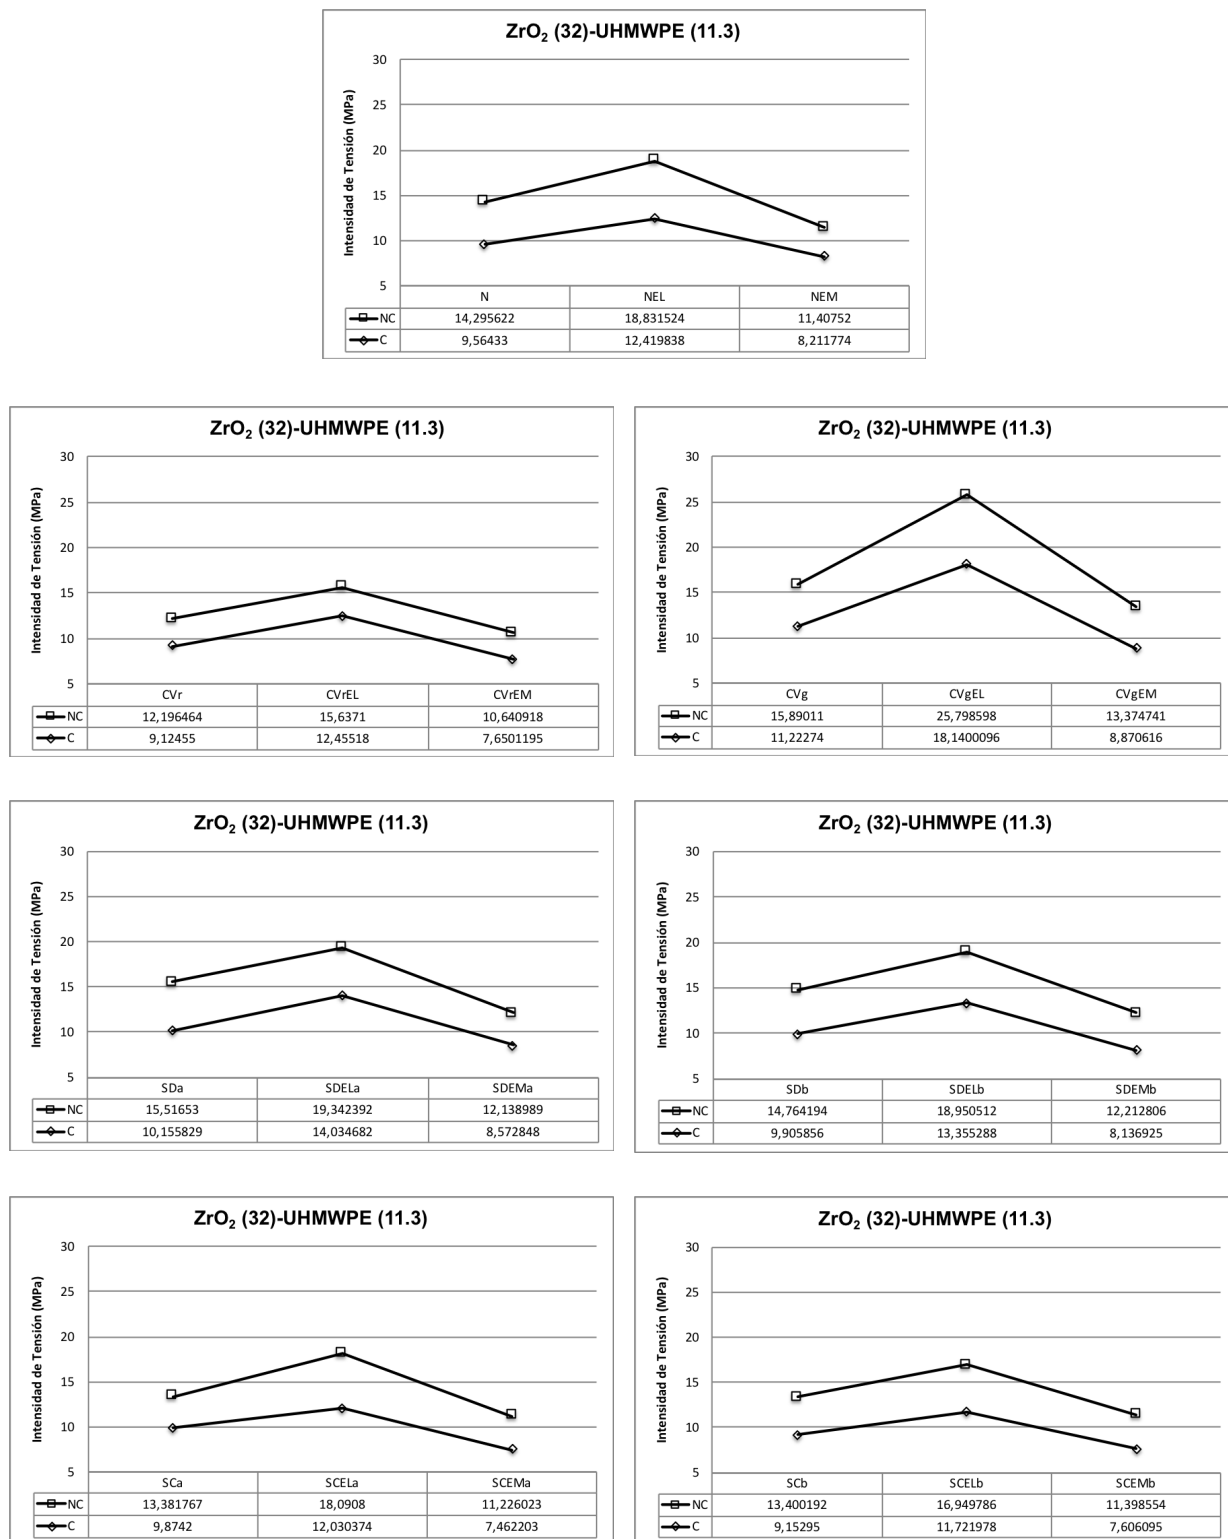 ZrO₂ (32)-UHMWPE (11.3)
Intensidad de Tensión (MPa)
30
25
20
15
10
5
N NEL NEM
NC 14,295622 18,831524 11,40752
C 9,56433 12,419838 8,211774
ZrO₂ (32)-UHMWPE (11.3)
Intensidad de Tensión (MPa)
30
25
20
15
10
5
CVr CVrEL CVrEM
NC 12,196464 15,6371 10,640918
C 9,12455 12,45518 7,6501195
ZrO₂ (32)-UHMWPE (11.3)
Intensidad de Tensión (MPa)
30
25
20
15
10
5
CVg CVgEL CVgEM
NC 15,89011 25,798598 13,374741
C 11,22274 18,1400096 8,870616
ZrO₂ (32)-UHMWPE (11.3)
Intensidad de Tensión (MPa)
30
25
20
15
10
5
SDa SDELa SDEMa
NC 15,51653 19,342392 12,138989
C 10,155829 14,034682 8,572848
ZrO₂ (32)-UHMWPE (11.3)
Intensidad de Tensión (MPa)
30
25
20
15
10
5
SDb SDELb SDEMb
NC 14,764194 18,950512 12,212806
C 9,905856 13,355288 8,136925
ZrO₂ (32)-UHMWPE (11.3)
Intensidad de Tensión (MPa)
30
25
20
15
10
5
SCa SCELa SCEMa
NC 13,381767 18,0908 11,226023
C 9,8742 12,030374 7,462203
ZrO₂ (32)-UHMWPE (11.3)
Intensidad de Tensión (MPa)
30
25
20
15
10
5
SCb SCELb SCEMb
NC 13,400192 16,949786 11,398554
C 9,15295 11,721978 7,606095